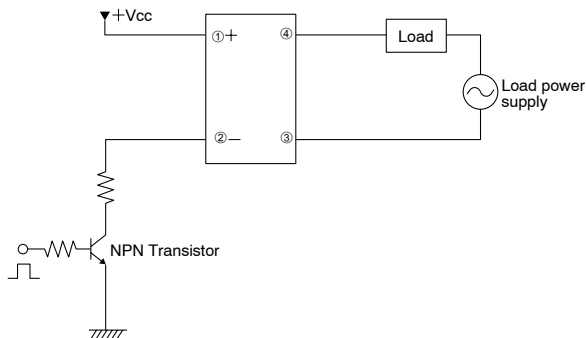 +Vcc
①+
④
Load
Load power
supply
②−
③
NPN Transistor